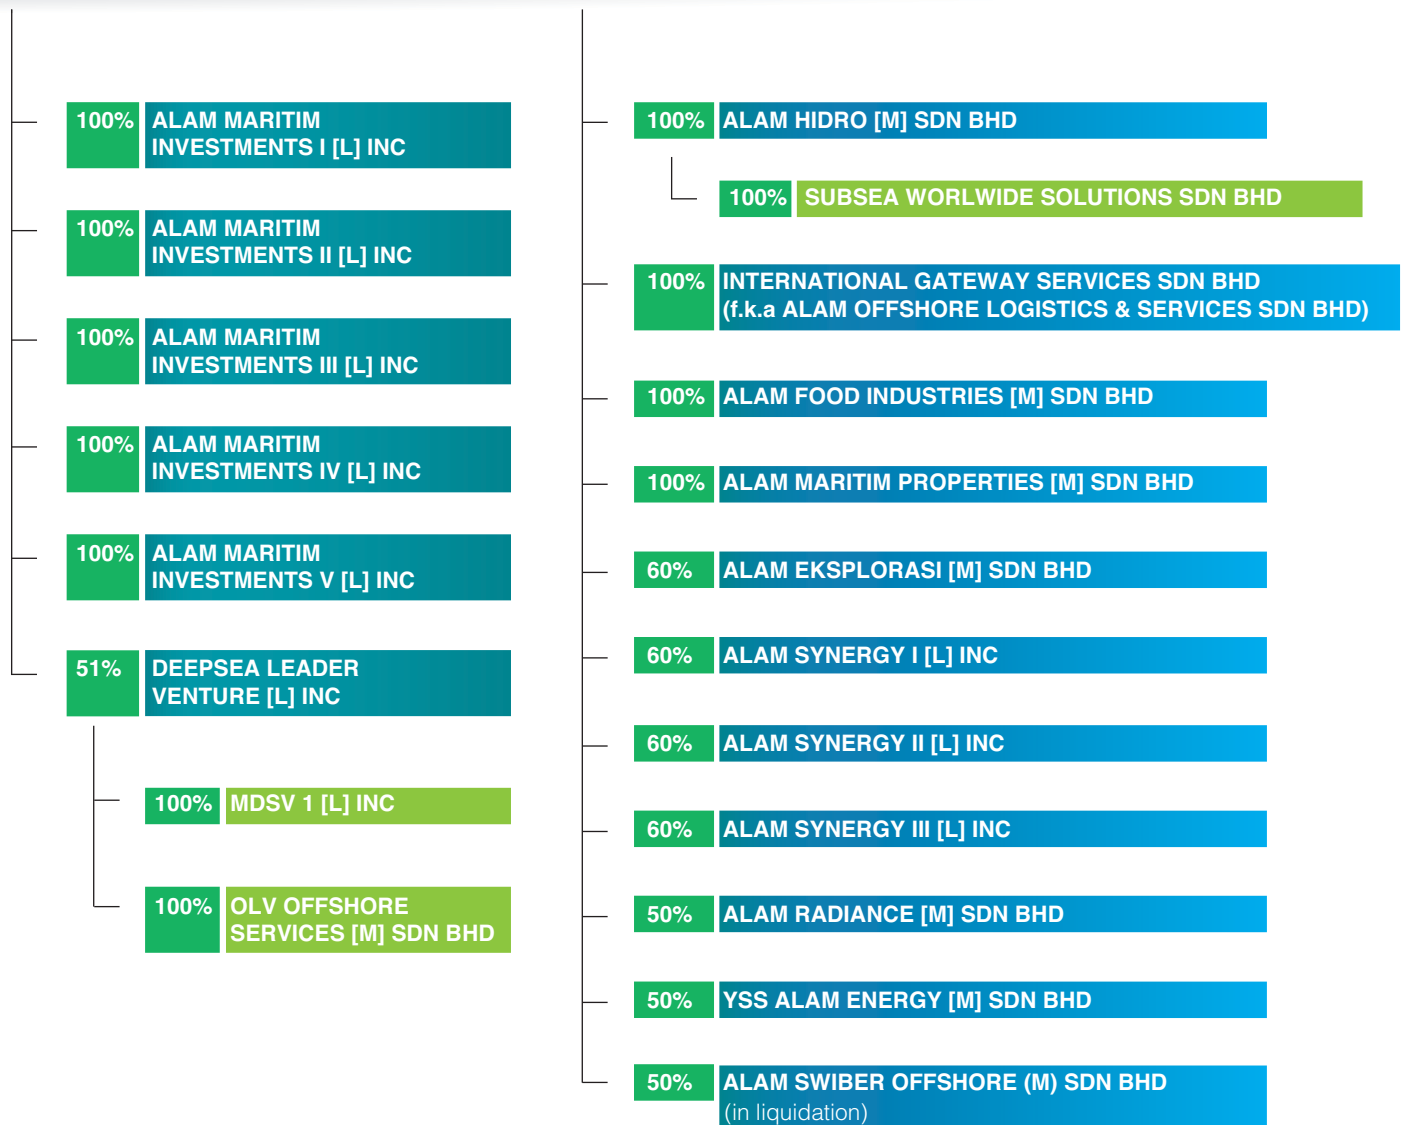 100% ALAM MARITIM
INVESTMENTS I [L] INC
100% ALAM MARITIM
INVESTMENTS II [L] INC
100% ALAM MARITIM
INVESTMENTS III [L] INC
100% ALAM MARITIM
INVESTMENTS IV [L] INC
100% ALAM MARITIM
INVESTMENTS V [L] INC
51% DEEPSEA LEADER
VENTURE [L] INC
100% MDSV 1 [L] INC
100% OLV OFFSHORE
SERVICES [M] SDN BHD
100% ALAM HIDRO [M] SDN BHD
100% SUBSEA WORLWIDE SOLUTIONS SDN BHD
100% INTERNATIONAL GATEWAY SERVICES SDN BHD
(f.k.a ALAM OFFSHORE LOGISTICS & SERVICES SDN BHD)
100% ALAM FOOD INDUSTRIES [M] SDN BHD
100% ALAM MARITIM PROPERTIES [M] SDN BHD
60% ALAM EKSPLORASI [M] SDN BHD
60% ALAM SYNERGY I [L] INC
60% ALAM SYNERGY II [L] INC
60% ALAM SYNERGY III [L] INC
50% ALAM RADIANCE [M] SDN BHD
50% YSS ALAM ENERGY [M] SDN BHD
50% ALAM SWIBER OFFSHORE (M) SDN BHD
(in liquidation)